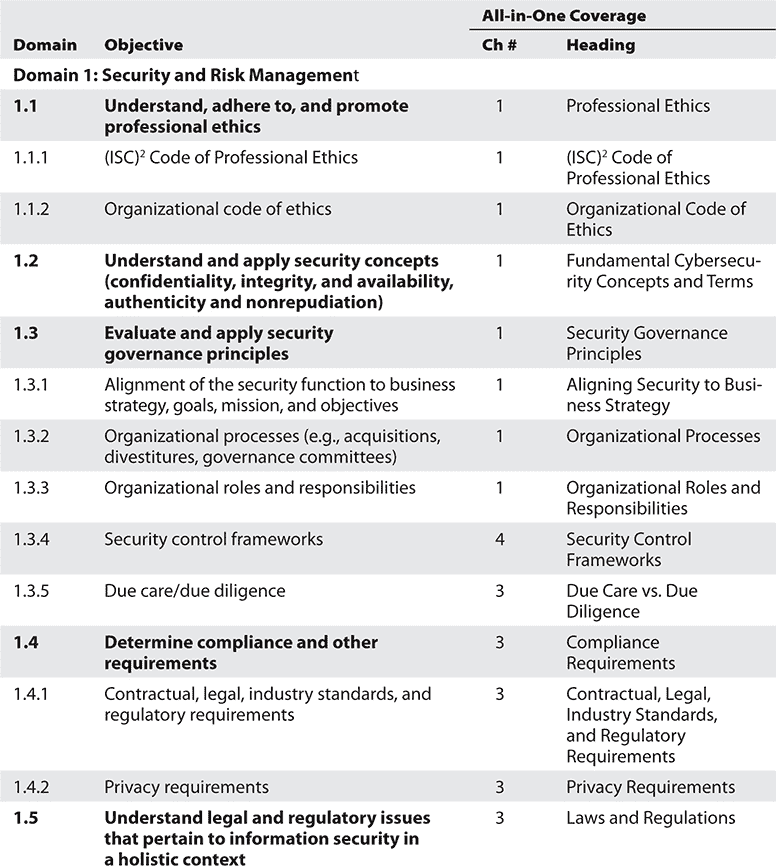 All-in-One Coverage
Domain Objective Ch # Heading
Domain 1: Security and Risk Management
1.1 Understand, adhere to, and promote 1 Professional Ethics
professional ethics
1.1.1 (ISC)² Code of Professional Ethics 1 (ISC)² Code of
Professional Ethics
1.1.2 Organizational code of ethics 1 Organizational Code of
Ethics
1.2 Understand and apply security concepts 1 Fundamental Cybersecu-
(confidentiality, integrity, and availability, rity Concepts and Terms
authenticity and nonrepudiation)
1.3 Evaluate and apply security 1 Security Governance
governance principles Principles
1.3.1 Alignment of the security function to business 1 Aligning Security to Busi-
strategy, goals, mission, and objectives ness Strategy
1.3.2 Organizational processes (e.g., acquisitions, 1 Organizational Processes
divestitures, governance committees)
1.3.3 Organizational roles and responsibilities 1 Organizational Roles and
Responsibilities
1.3.4 Security control frameworks 4 Security Control
Frameworks
1.3.5 Due care/due diligence 3 Due Care vs. Due
Diligence
1.4 Determine compliance and other 3 Compliance
requirements Requirements
1.4.1 Contractual, legal, industry standards, and 3 Contractual, Legal,
regulatory requirements Industry Standards,
and Regulatory
Requirements
1.4.2 Privacy requirements 3 Privacy Requirements
1.5 Understand legal and regulatory issues 3 Laws and Regulations
that pertain to information security in
a holistic context